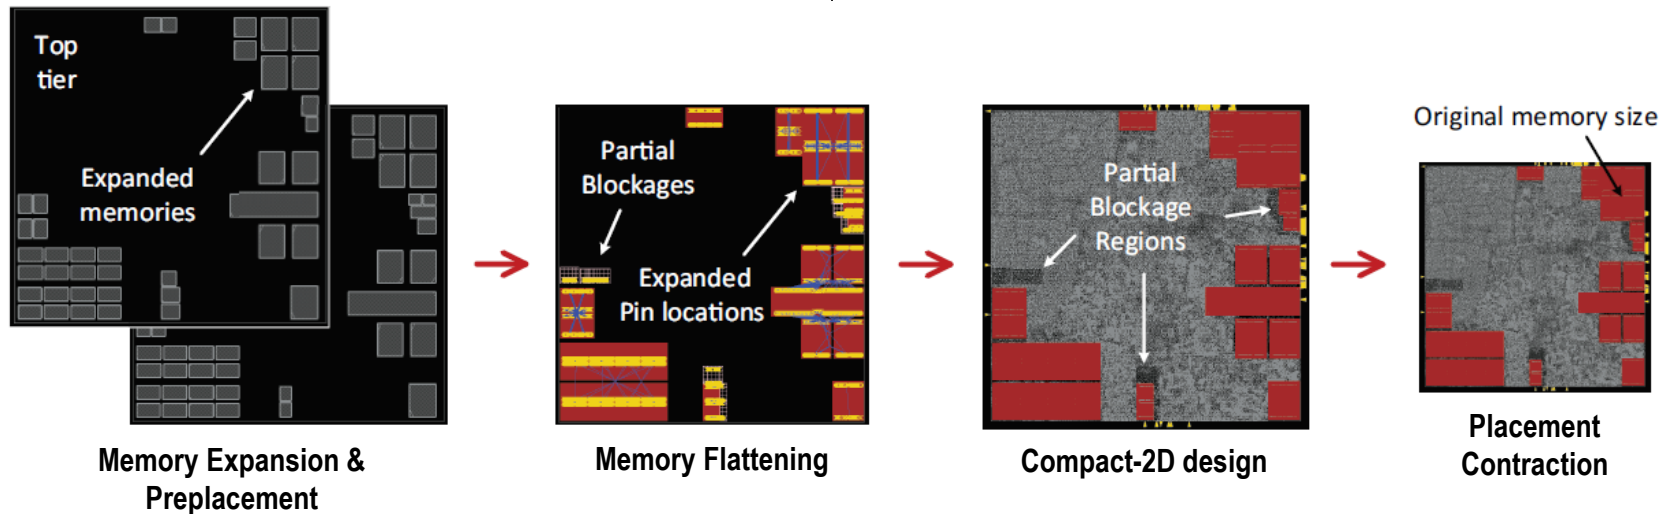 Top
tier
Expanded
memories
Memory Expansion &
Preplacement
Partial
Blockages
Expanded
Pin locations
Memory Flattening
Partial
Blockage
Regions
Compact-2D design
Original memory size
Placement
Contraction